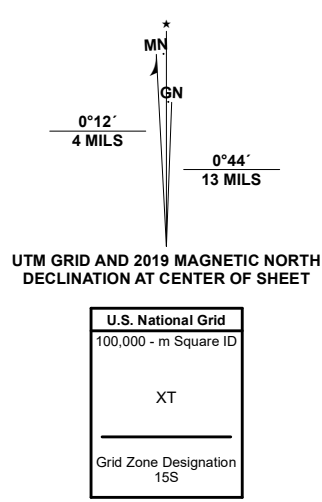 ★
MN
GN
0°12´
4 MILS
0°44´
13 MILS
UTM GRID AND 2019 MAGNETIC NORTH
DECLINATION AT CENTER OF SHEET
U.S. National Grid
100,000 - m Square ID
XT
Grid Zone Designation
15S